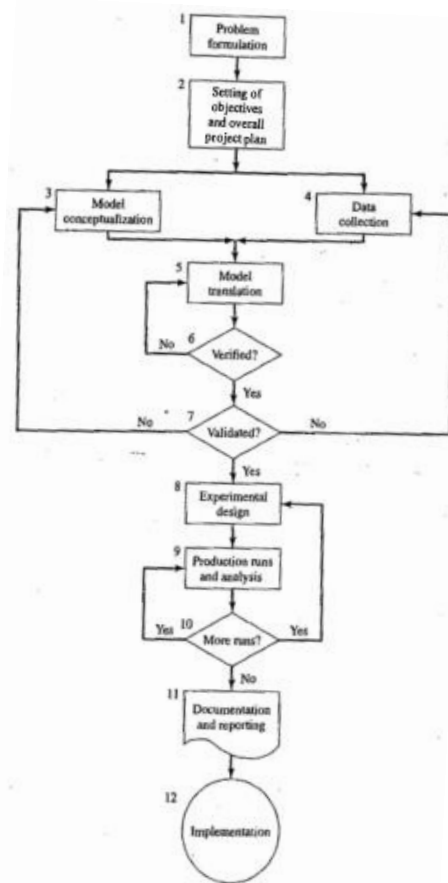 1
Problem
formulation
2
Setting of
objectives
and overall
project plan
3
Model
conceptualization
4
Data
collection
5
Model
translation
6
No
Verified?
Yes
7
No
Validated?
No
Yes
8
Experimental
design
9
Production runs
and analysis
10
Yes
More runs?
Yes
No
11
Documentation
and reporting
12
Implementation